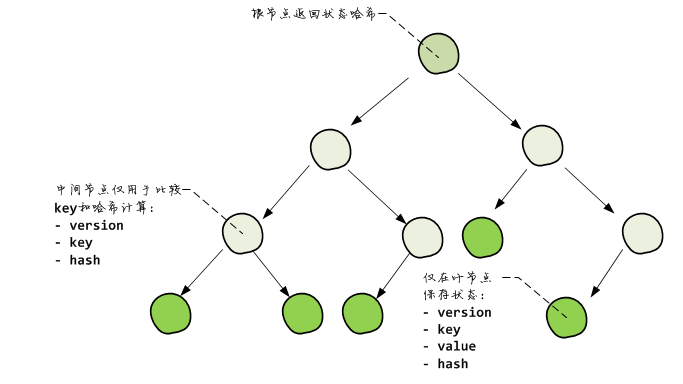 根节点返回状态哈希
中间节点仅用于比较
key和哈希计算:
- version
- key
- hash
仅在叶节点
保存状态:
- version
- key
- value
- hash